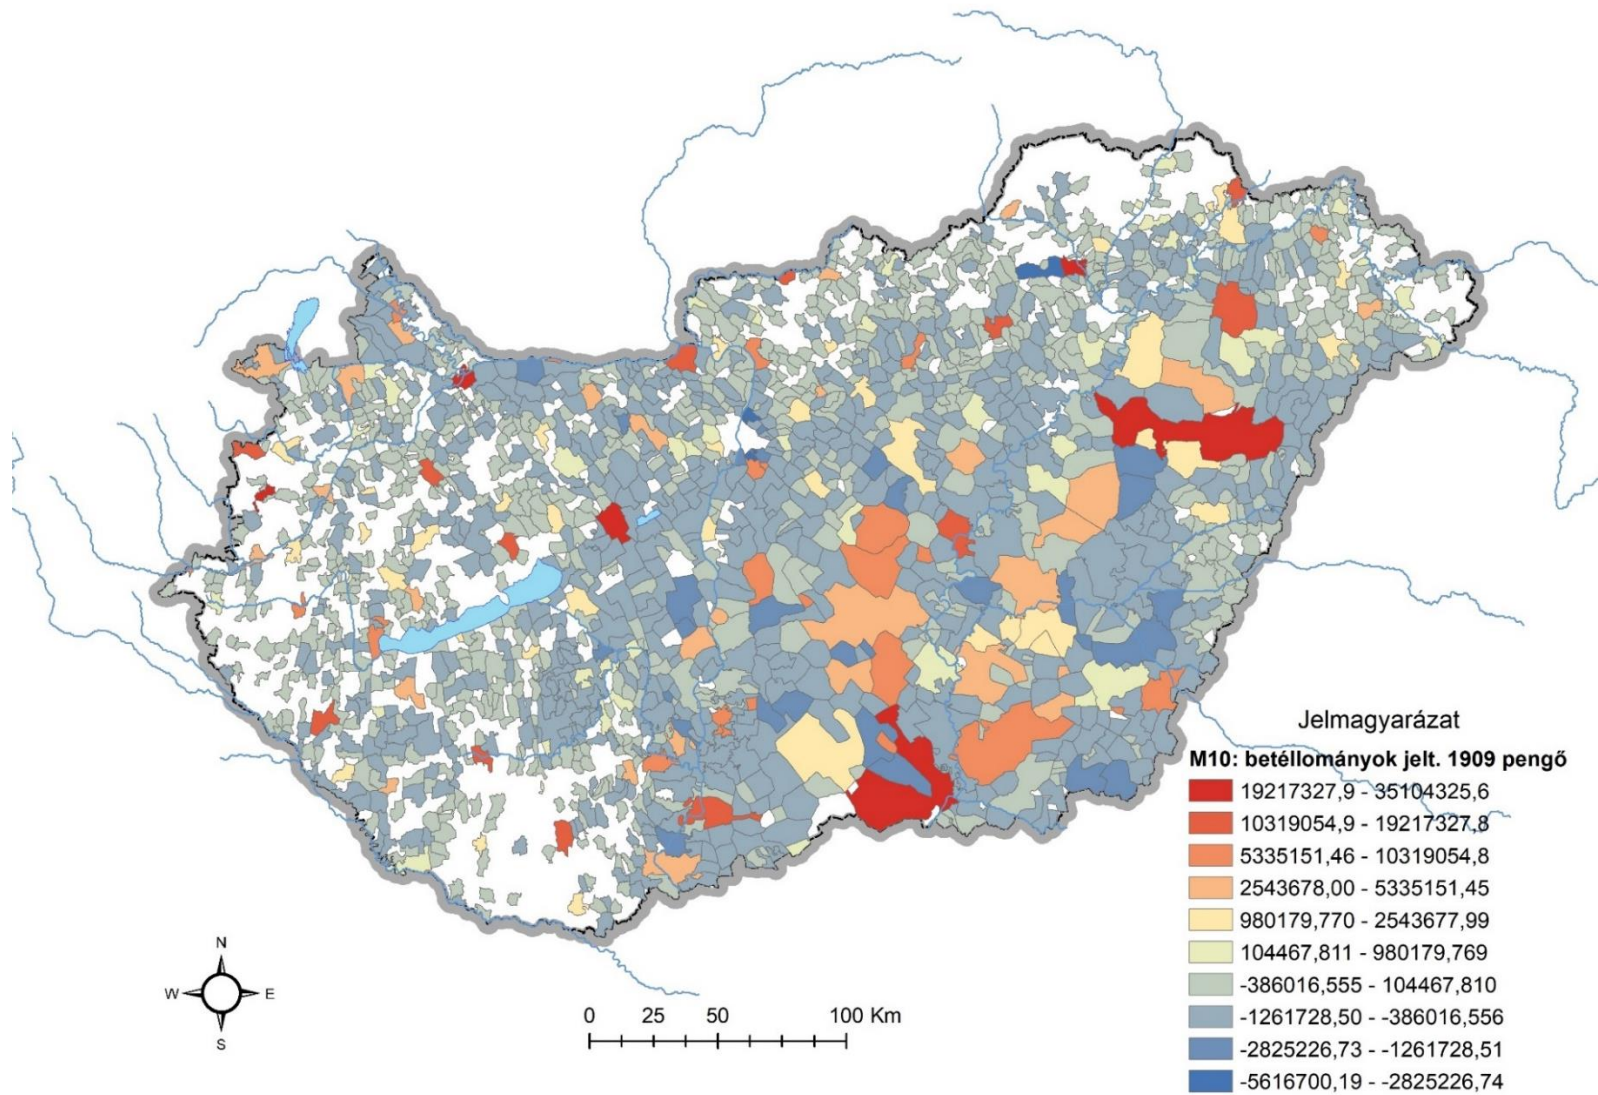 Jelmagyarázat
M10: betéllományok jelt. 1909 pengő
19217327,9 - 35104325,6
10319054,9 - 19217327,8
5335151,46 - 10319054,8
2543678,00 - 5335151,45
980179,770 - 2543677,99
104467,811 - 980179,769
-386016,555 - 104467,810
-1261728,50 - -386016,556
-2825226,73 - -1261728,51
-5616700,19 - -2825226,74
N
W E
S
0 25 50 100 Km